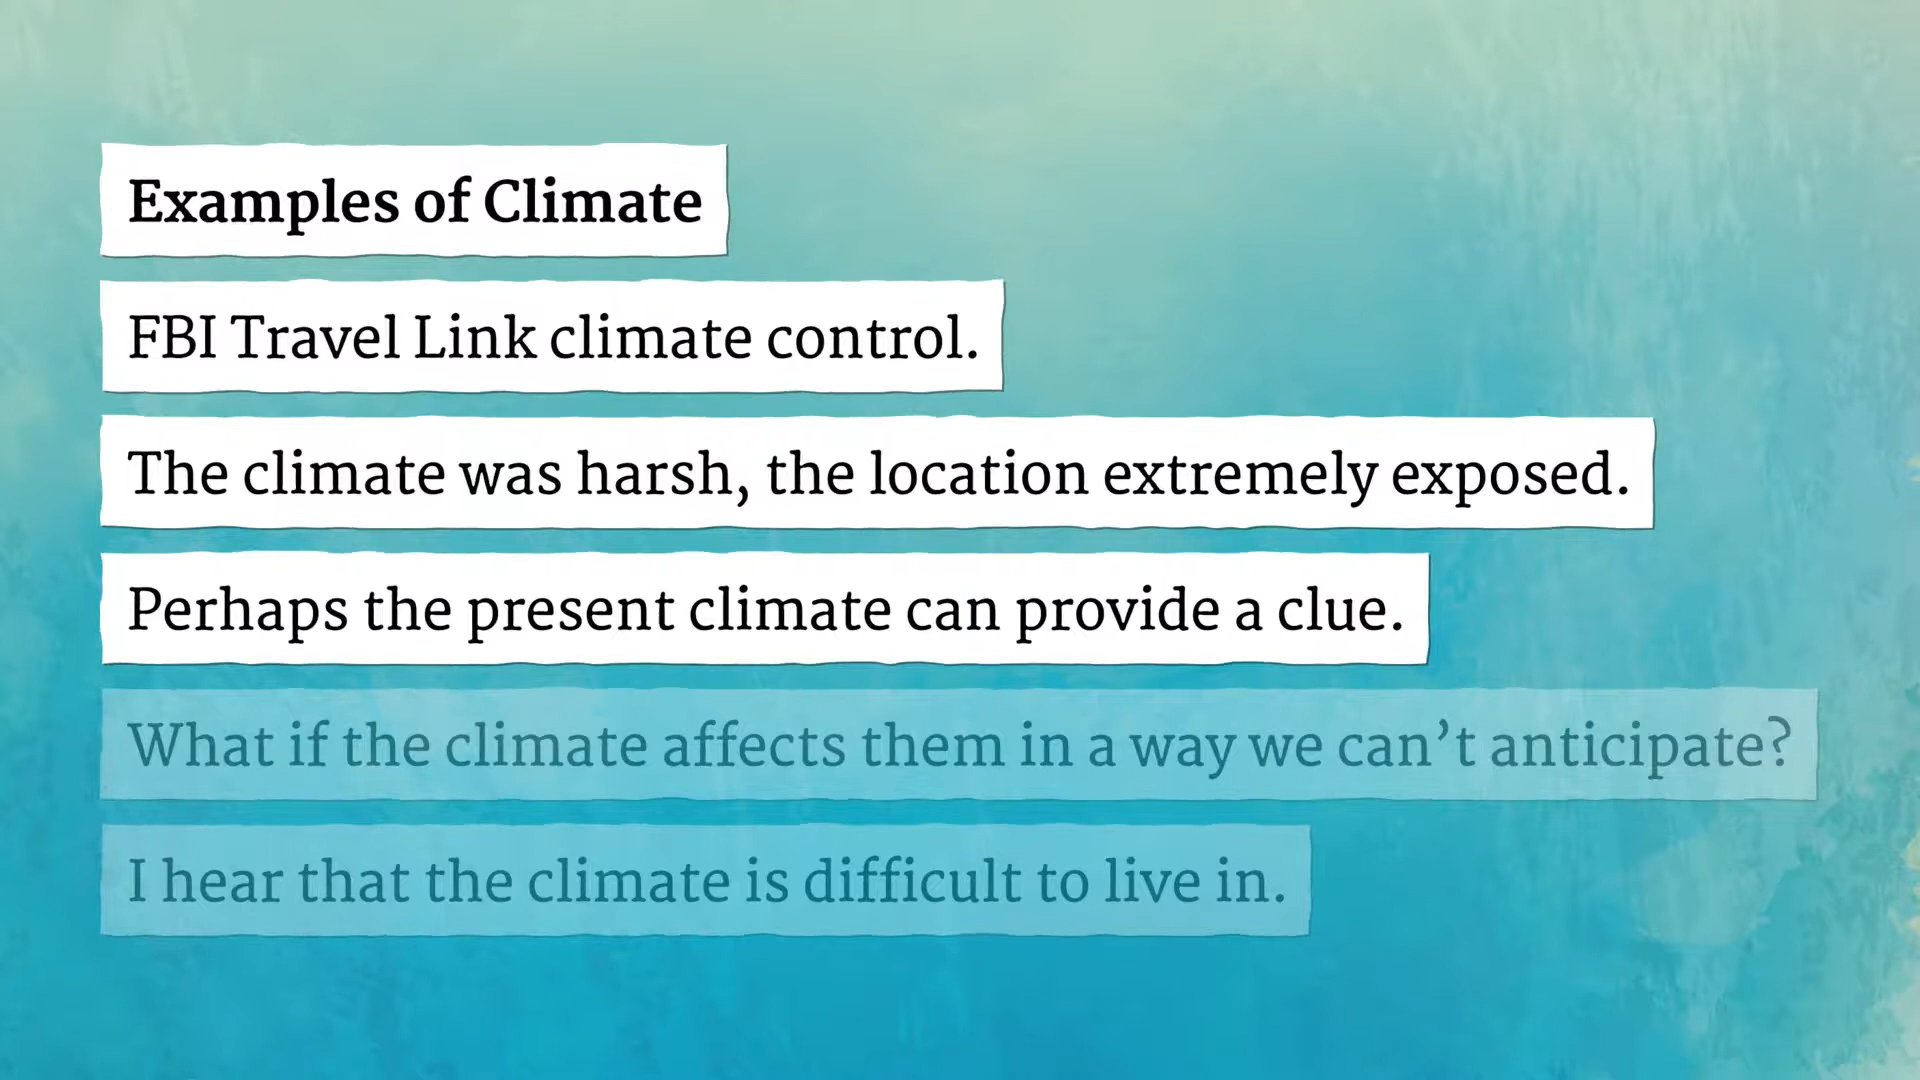 Examples of Climate
FBI Travel Link climate control.
The climate was harsh, the location extremely exposed.
Perhaps the present climate can provide a clue.
What if the climate affects them in a way we can’t anticipate?
I hear that the climate is difficult to live in.